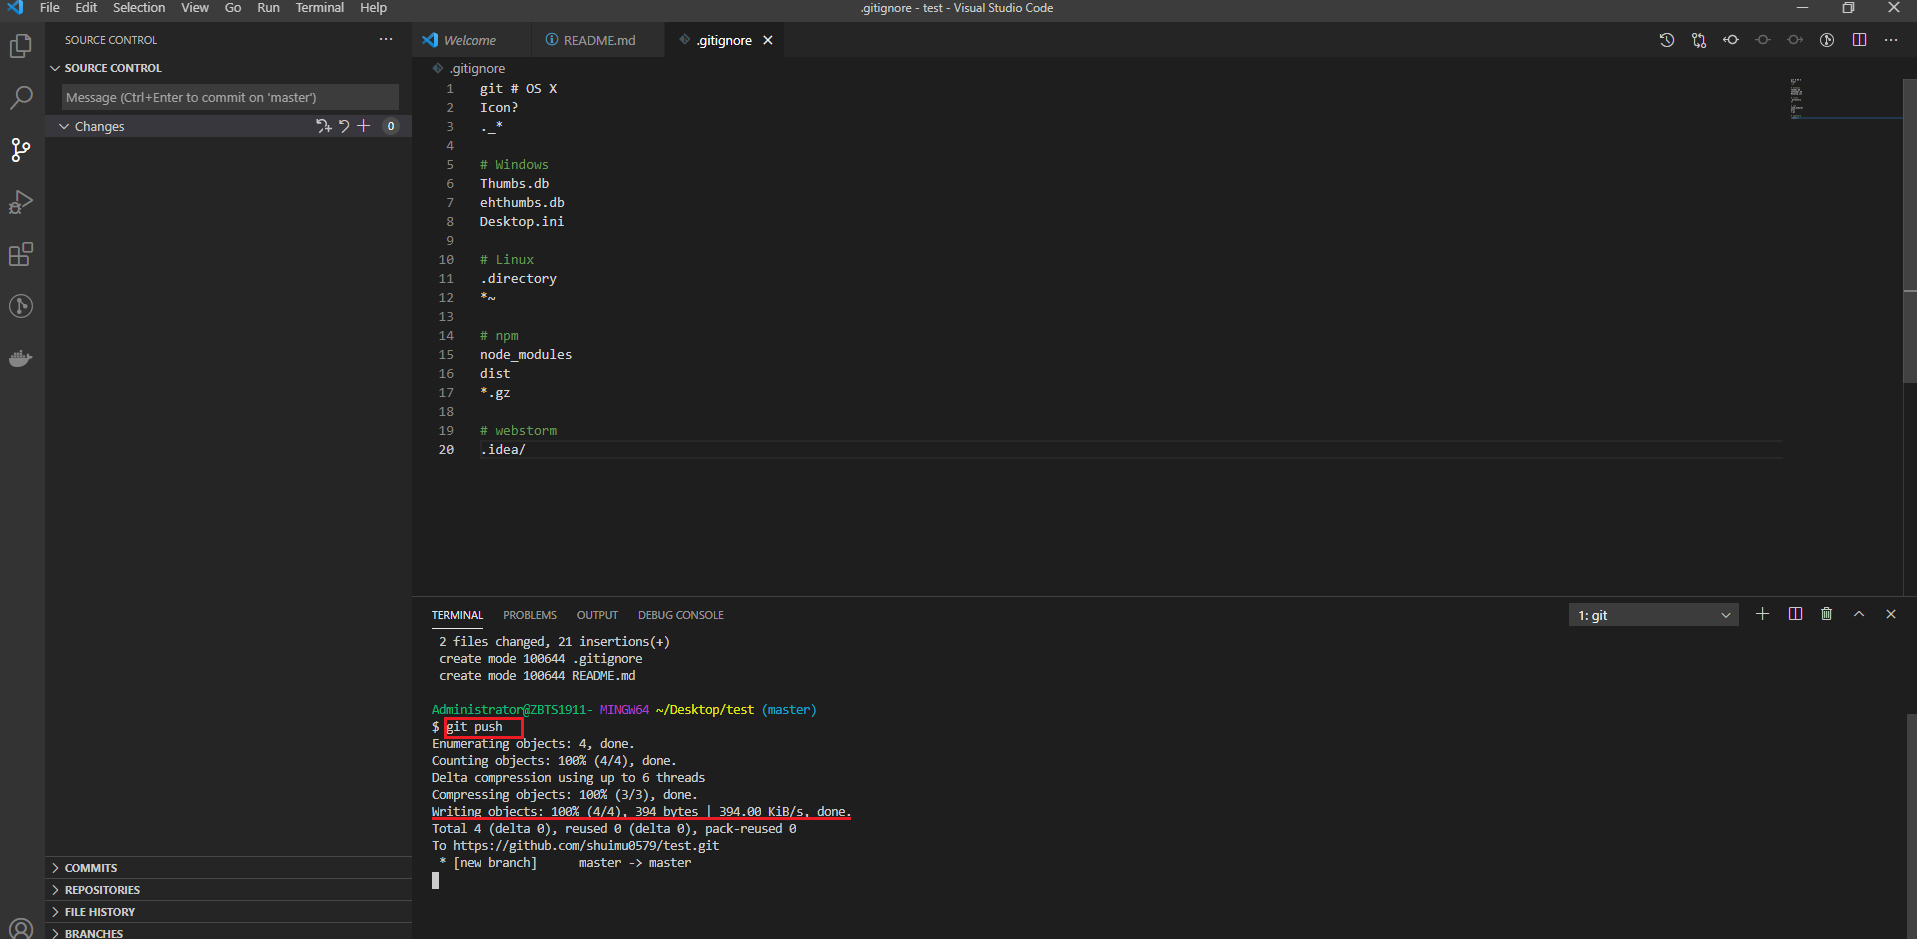 File Edit Selection View Go Run Terminal Help
.gitignore - test - Visual Studio Code
SOURCE CONTROL
SOURCE CONTROL
Message (Ctrl+Enter to commit on 'master')
Changes 0
COMMITS
REPOSITORIES
FILE HISTORY
BRANCHES
Welcome README.md .gitignore
.gitignore
1 git # OS X
2 Icon?
3 ._*
4
5 # Windows
6 Thumbs.db
7 ehthumbs.db
8 Desktop.ini
9
10 # Linux
11 .directory
12 *~
13
14 # npm
15 node_modules
16 dist
17 *.gz
18
19 # webstorm
20 .idea/
TERMINAL PROBLEMS OUTPUT DEBUG CONSOLE
1: git
2 files changed, 21 insertions(+)
create mode 100644 .gitignore
create mode 100644 README.md
Administrator@ZBTS1911- MINGW64 ~/Desktop/test (master)
$ git push
Enumerating objects: 4, done.
Counting objects: 100% (4/4), done.
Delta compression using up to 6 threads
Compressing objects: 100% (3/3), done.
Writing objects: 100% (4/4), 394 bytes | 394.00 KiB/s, done.
Total 4 (delta 0), reused 0 (delta 0), pack-reused 0
To https://github.com/shuimu0579/test.git
* [new branch] master -> master